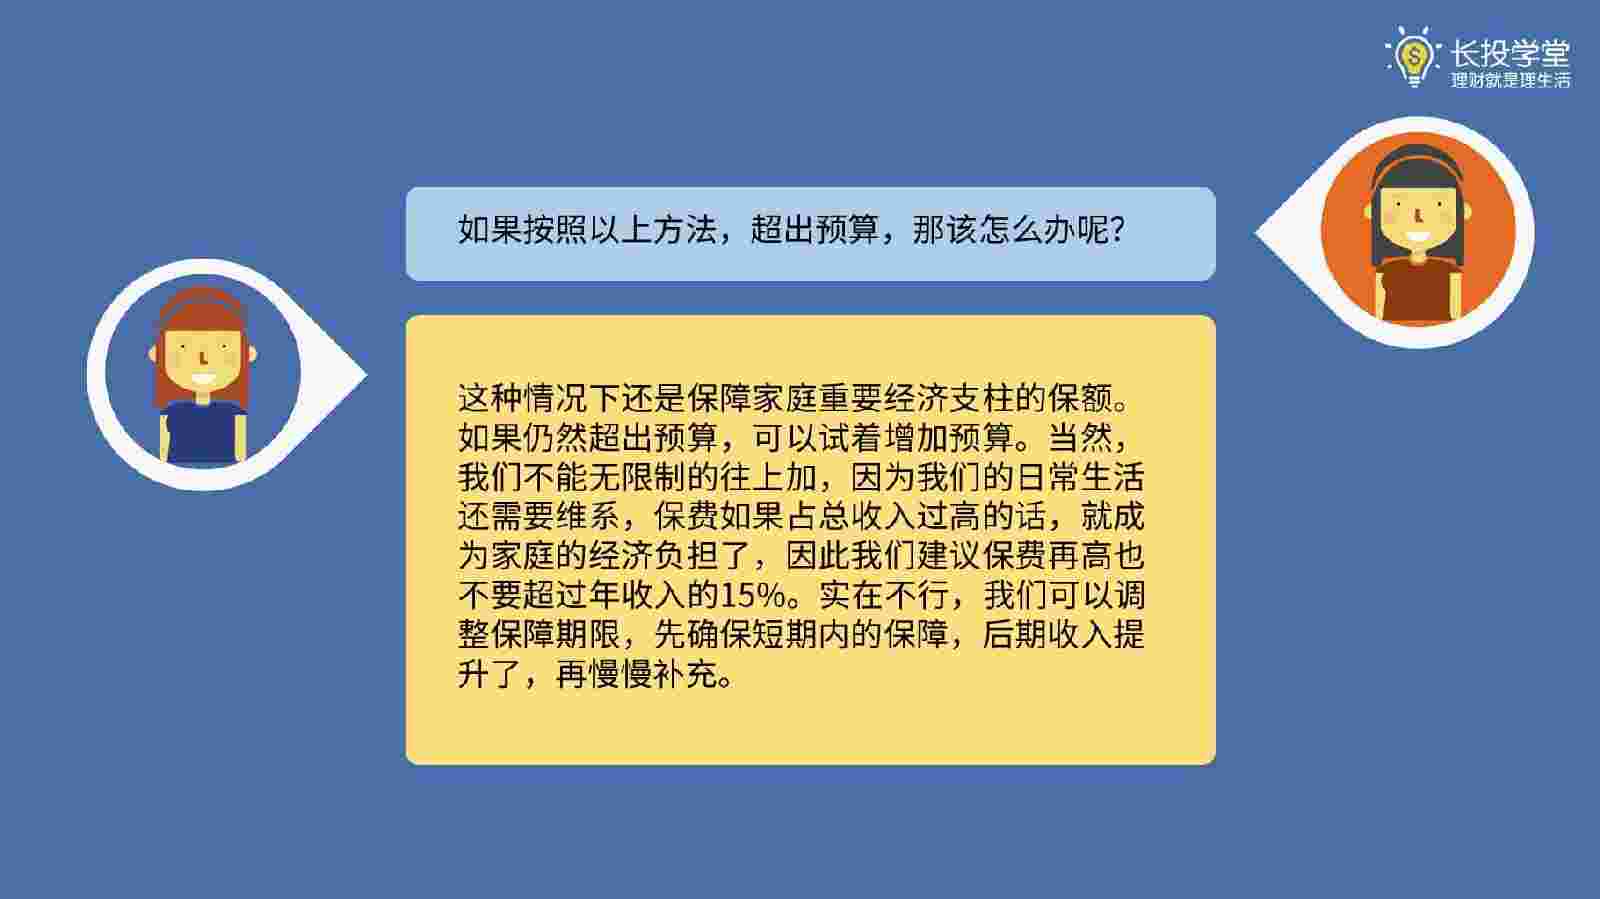 长投学堂
理财就是理生活
如果按照以上方法，超出预算，那该怎么办呢？
这种情况下还是保障家庭重要经济支柱的保额。
如果仍然超出预算，可以试着增加预算。当然，
我们不能无限制的往上加，因为我们的日常生活
还需要维系，保费如果占总收入过高的话，就成
为家庭的经济负担了，因此我们建议保费再高也
不要超过年收入的15%。实在不行，我们可以调
整保障期限，先确保短期内的保障，后期收入提
升了，再慢慢补充。